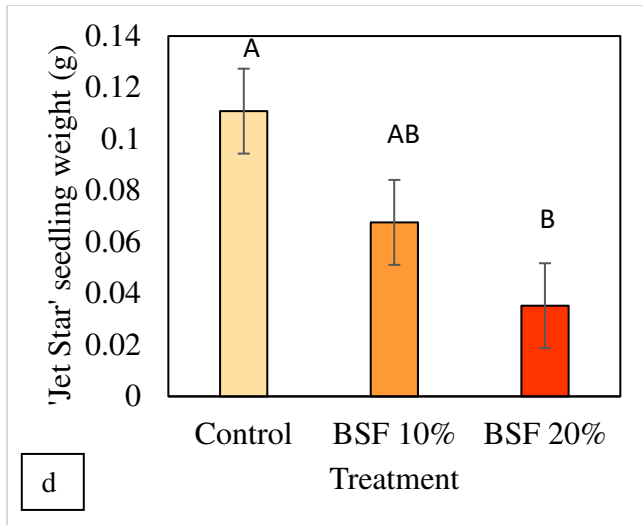 'Jet Star' seedling weight (g)
0.14
0.12
0.1
0.08
0.06
0.04
0.02
0
A
AB
B
Control BSF 10% BSF 20%
Treatment
d